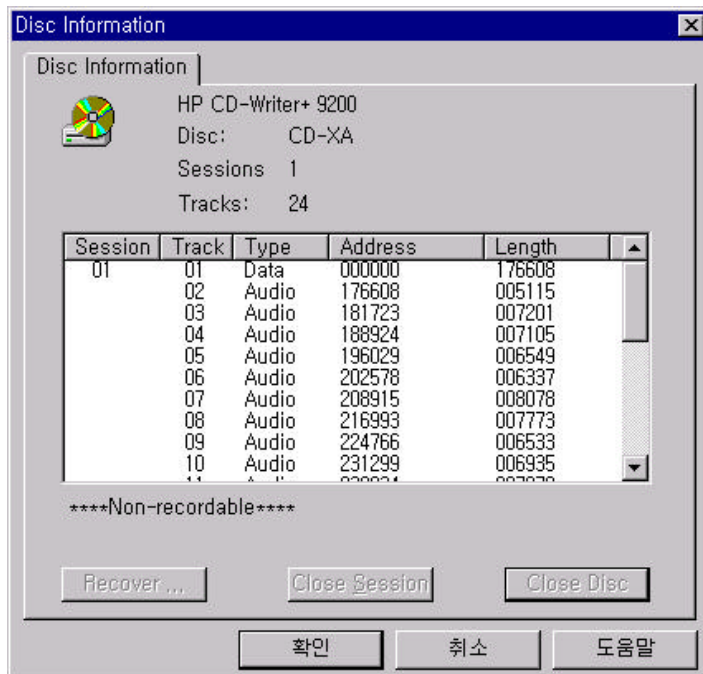 Disc Information
Disc Information
HP CD-Writer+ 9200
Disc: CD-XA
Sessions 1
Tracks: 24
Session Track Type Address Length
01 01 Data 000000 176608
02 Audio 176608 005115
03 Audio 181723 007201
04 Audio 188924 007105
05 Audio 196029 006549
06 Audio 202578 006337
07 Audio 208915 008078
08 Audio 216993 007773
09 Audio 224766 006533
10 Audio 231299 006935
****Non-recordable****
Recover ... Close Session Close Disc
확인 취소 도움말